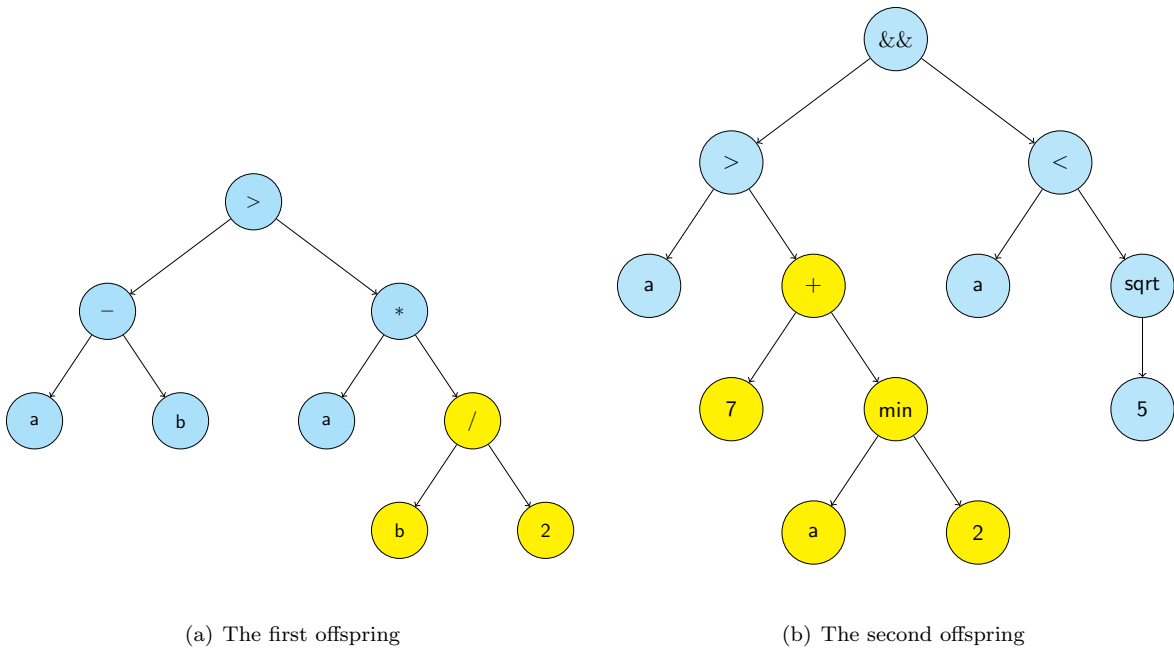 &&
> <
>
a + a sqrt
− *
7 min 5
a b a /
b 2
a 2
(a) The first offspring (b) The second offspring